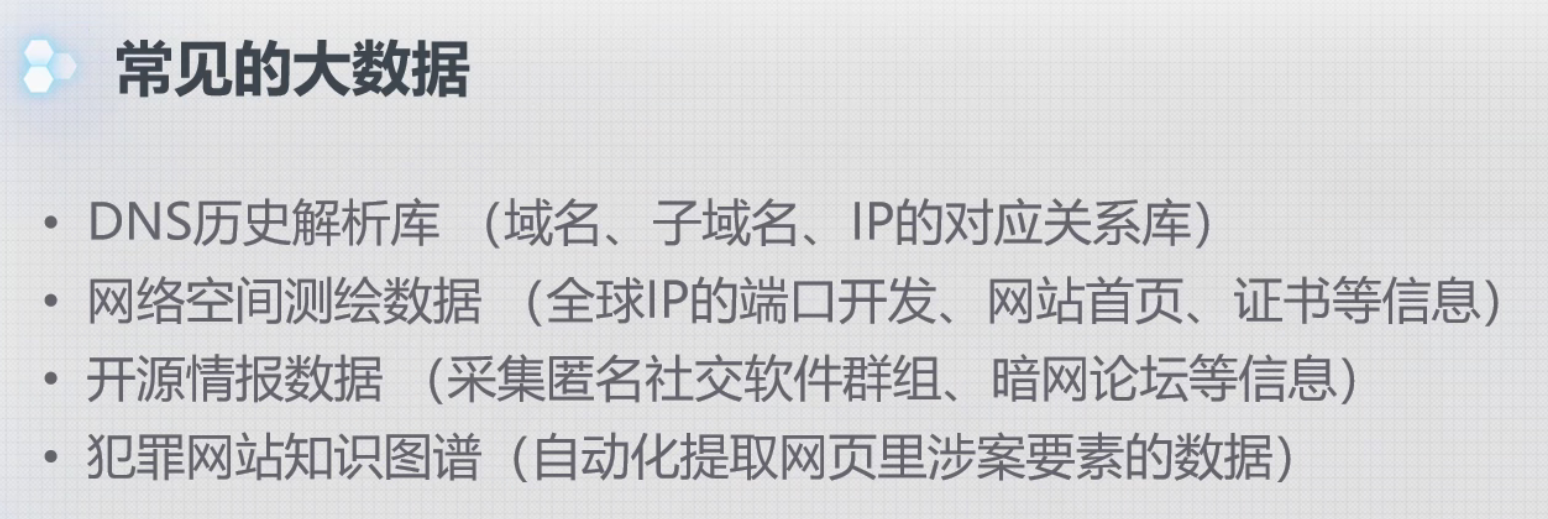 常见的大数据
• DNS历史解析库 （域名、子域名、IP的对应关系库）
• 网络空间测绘数据 （全球IP的端口开发、网站首页、证书等信息）
• 开源情报数据 （采集匿名社交软件群组、暗网论坛等信息）
• 犯罪网站知识图谱（自动化提取网页里涉案要素的数据）